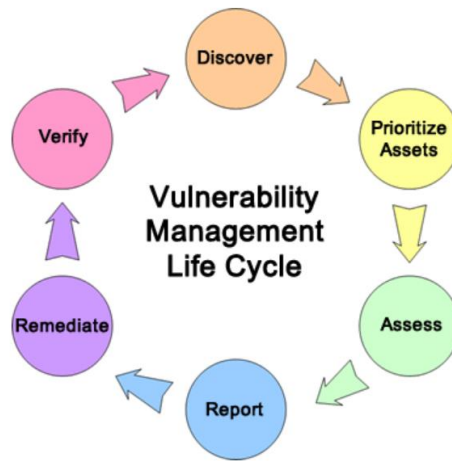 Discover
Prioritize
Assets
Assess
Report
Remediate
Verify
Vulnerability
Management
Life Cycle